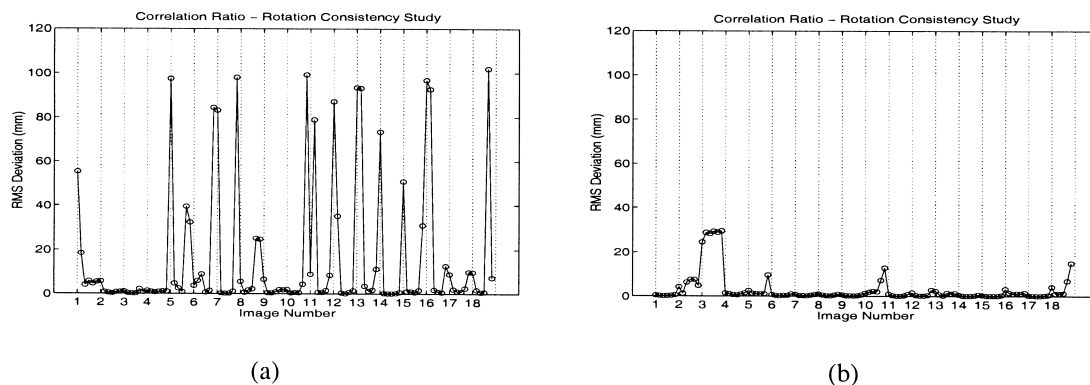 Correlation Ratio – Rotation Consistency Study
120
100
80
60
40
20
0
RMS Deviation (mm)
1 2 3 4 5 6 7 8 9 10 11 12 13 14 15 16 17 18
Image Number
(a)
Correlation Ratio – Rotation Consistency Study
120
100
80
60
40
20
0
RMS Deviation (mm)
1 2 3 4 5 6 7 8 9 10 11 12 13 14 15 16 17 18
Image Number
(b)